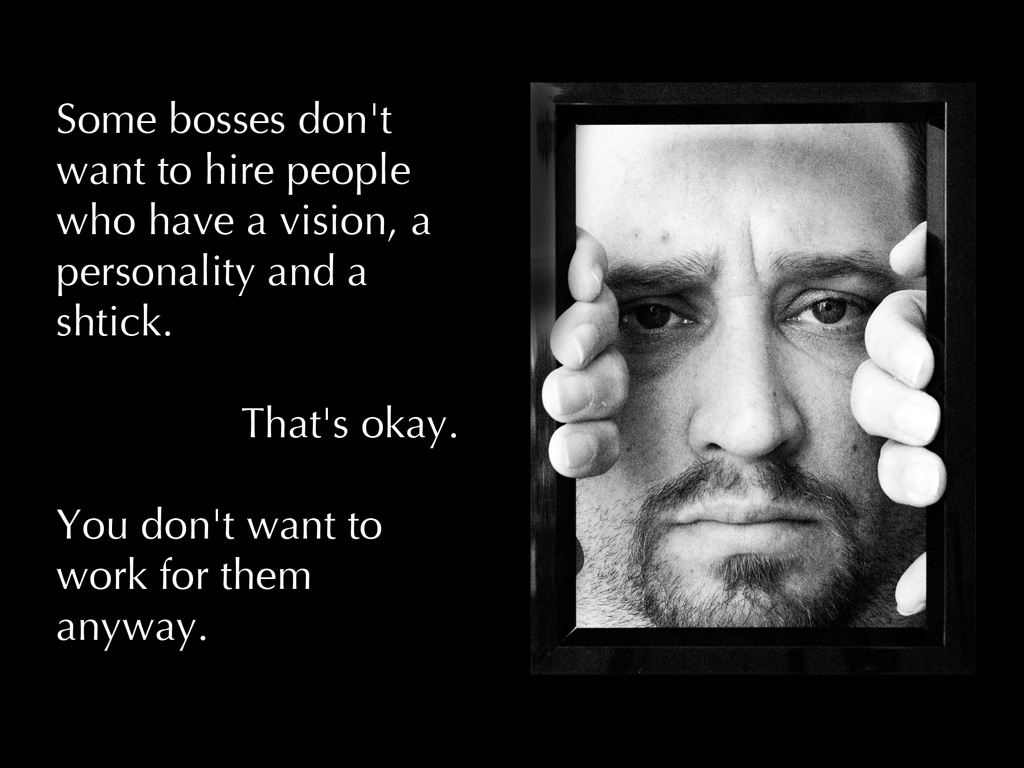 Some bosses don't
want to hire people
who have a vision, a
personality and a
shtick.
That's okay.
You don't want to
work for them
anyway.